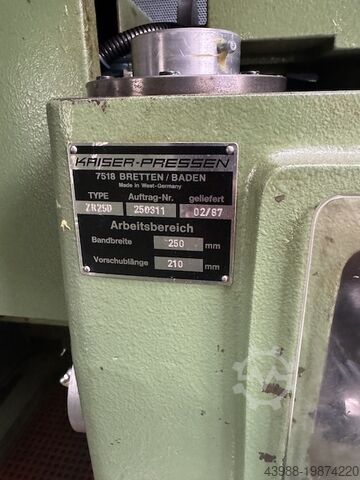 KAISER-PRESSEN
7518 BRETTEN/BADEN
Made in West-Germany
TYPE Auftrag-Nr. geliefert
ZR25D 250311 02/87
Arbeitsbereich
Bandbreite 250 mm
Vorschublänge 210 mm
43988-19874220